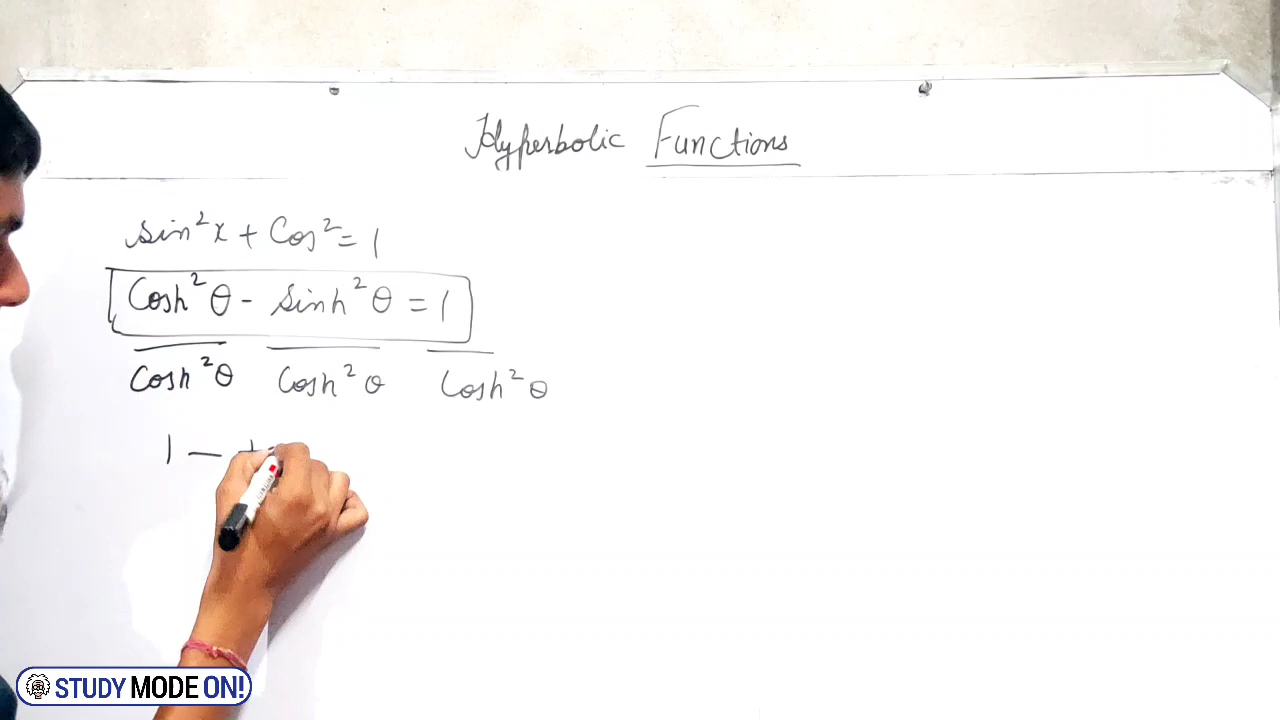 Hyperbolic Functions
sin²x + Cos² = 1
Cosh²θ - sinh²θ = 1
Cosh²θ Cosh²θ Cosh²θ
1 —
STUDY MODE ON!